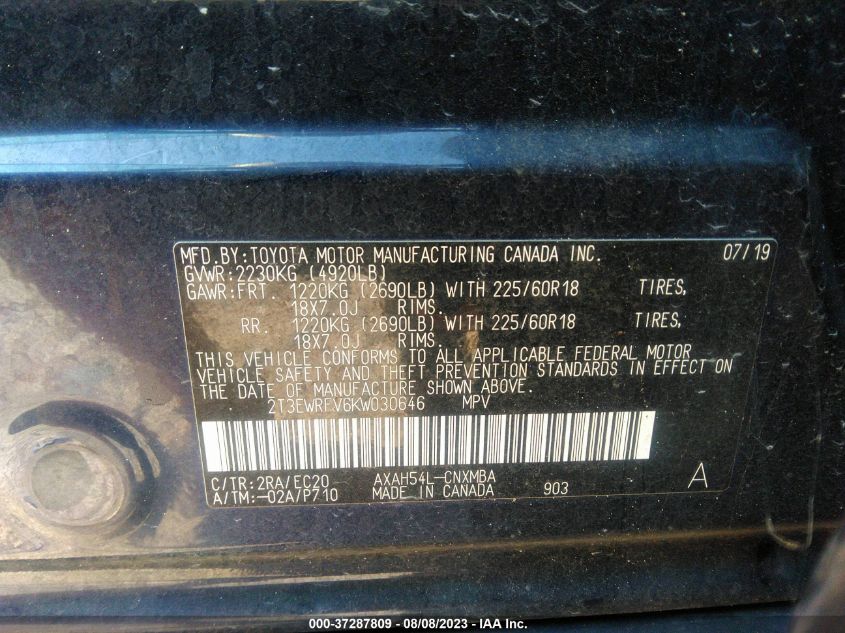 MFD.BY:TOYOTA MOTOR MANUFACTURING CANADA INC. 07/19
GVWR:2230KG (4920LB)
GAWR:FRT. 1220KG (2690LB) WITH 225/60R18 TIRES,
18X7.0J RIMS.
RR. 1220KG (2690LB) WITH 225/60R18 TIRES,
18X7.0J RIMS.
THIS VEHICLE CONFORMS TO ALL APPLICABLE FEDERAL MOTOR
VEHICLE SAFETY AND THEFT PREVENTION STANDARDS IN EFFECT ON
THE DATE OF MANUFACTURE SHOWN ABOVE.
2T3EWRFV6KW030646 MPV
C/TR:2RA/EC20 AXAH54L-CNXMBA A
A/TM:-02A/P710 MADE IN CANADA 903
000-37287809 - 08/08/2023 - IAA Inc.